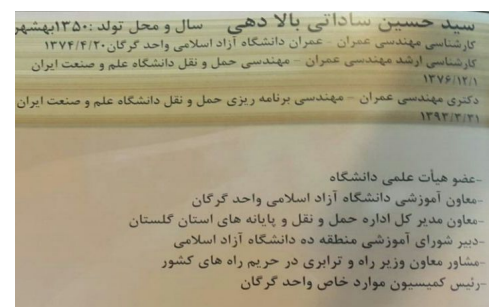 سید حسین ساداتی بالا دهی سال و محل تولد :۱۳۵۰بهشهر
کارشناسی مهندسی عمران - عمران دانشگاه آزاد اسلامی واحد گرگان۱۳۷۴/۴/۲۰
کارشناسی ارشد مهندسی عمران - مهندسی حمل و نقل دانشگاه علم و صنعت ایران
۱۳۷۶/۱۲/۱
دکتری مهندسی عمران - مهندسی برنامه ریزی حمل و نقل دانشگاه علم و صنعت ایران
۱۳۹۲/۳/۳۱
-عضو هیأت علمی دانشگاه
-معاون آموزشی دانشگاه آزاد اسلامی واحد گرگان
-معاون مدیر کل اداره حمل و نقل و پایانه های استان گلستان
-دبیر شورای آموزشی منطقه ده دانشگاه آزاد اسلامی
-مشاور معاون وزیر راه و ترابری در حریم راه های کشور
-رئیس کمیسیون موارد خاص واحد گرگان